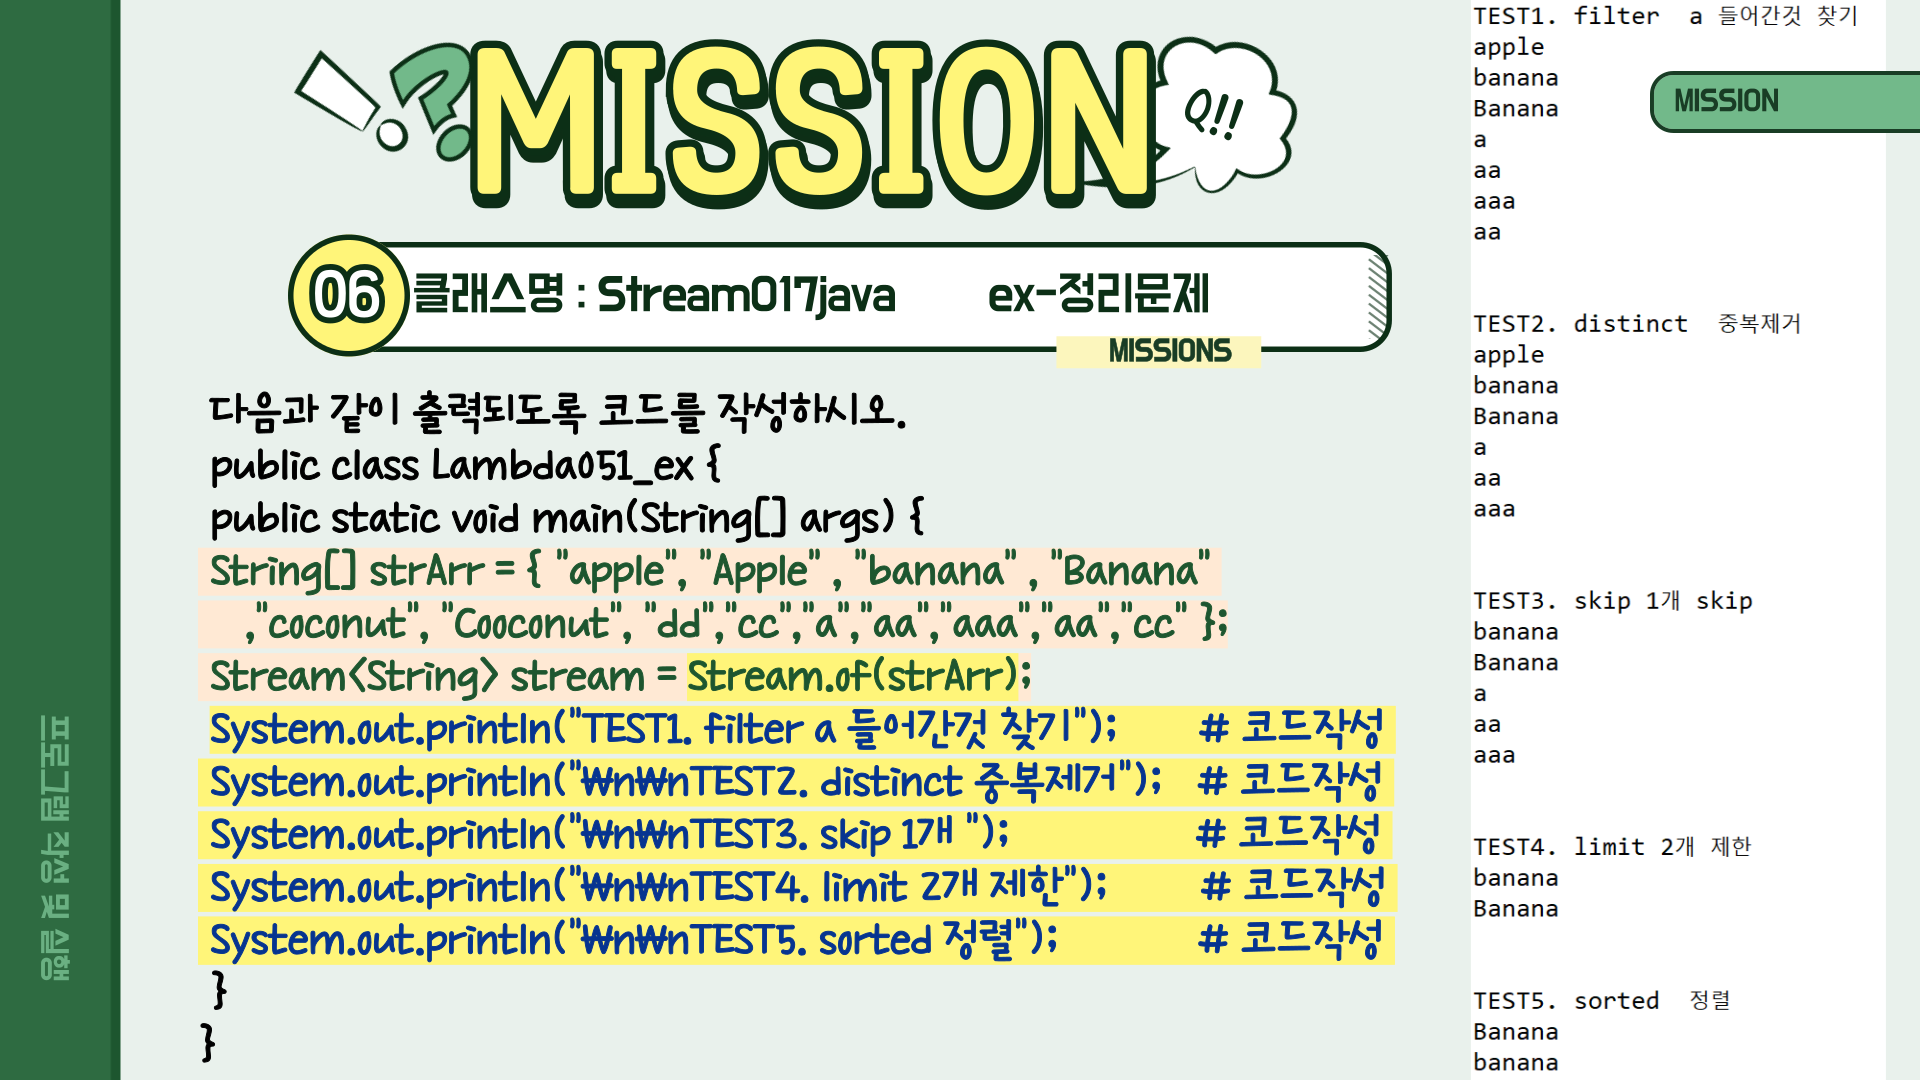 !?MISSION Q!!
MISSION
06 클래스명 : Stream017java ex-정리문제
MISSIONS
다음과 같이 출력되도록 코드를 작성하시오.
public class Lambda051_ex {
public static void main(String[] args) {
String[] strArr = { "apple", "Apple" , "banana" , "Banana"
,"coconut", "Cooconut", "dd","cc","a","aa","aaa","aa","cc" };
Stream<String> stream = Stream.of(strArr);
System.out.println("TEST1. filter a 들어간것 찾기"); # 코드작성
System.out.println("₩n₩nTEST2. distinct 중복제거"); # 코드작성
System.out.println("₩n₩nTEST3. skip 1개 "); # 코드작성
System.out.println("₩n₩nTEST4. limit 2개 제한"); # 코드작성
System.out.println("₩n₩nTEST5. sorted 정렬"); # 코드작성
}
}
TEST1. filter  a 들어간것 찾기
apple
banana
Banana
a
aa
aaa
aa
TEST2. distinct  중복제거
apple
banana
Banana
a
aa
aaa
TEST3. skip 1개 skip
banana
Banana
a
aa
aaa
TEST4. limit 2개 제한
banana
Banana
TEST5. sorted  정렬
Banana
banana
프로그램 작성 및 실행